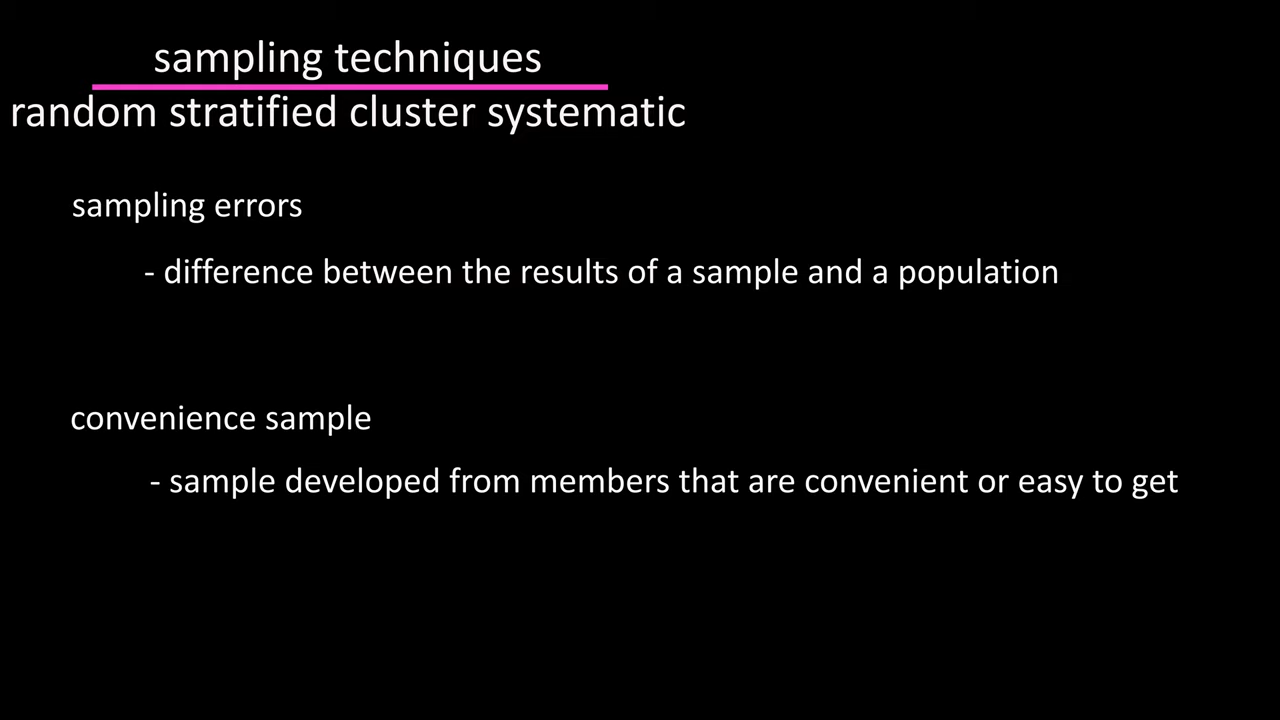 sampling techniques
random stratified cluster systematic
sampling errors
- difference between the results of a sample and a population
convenience sample
- sample developed from members that are convenient or easy to get